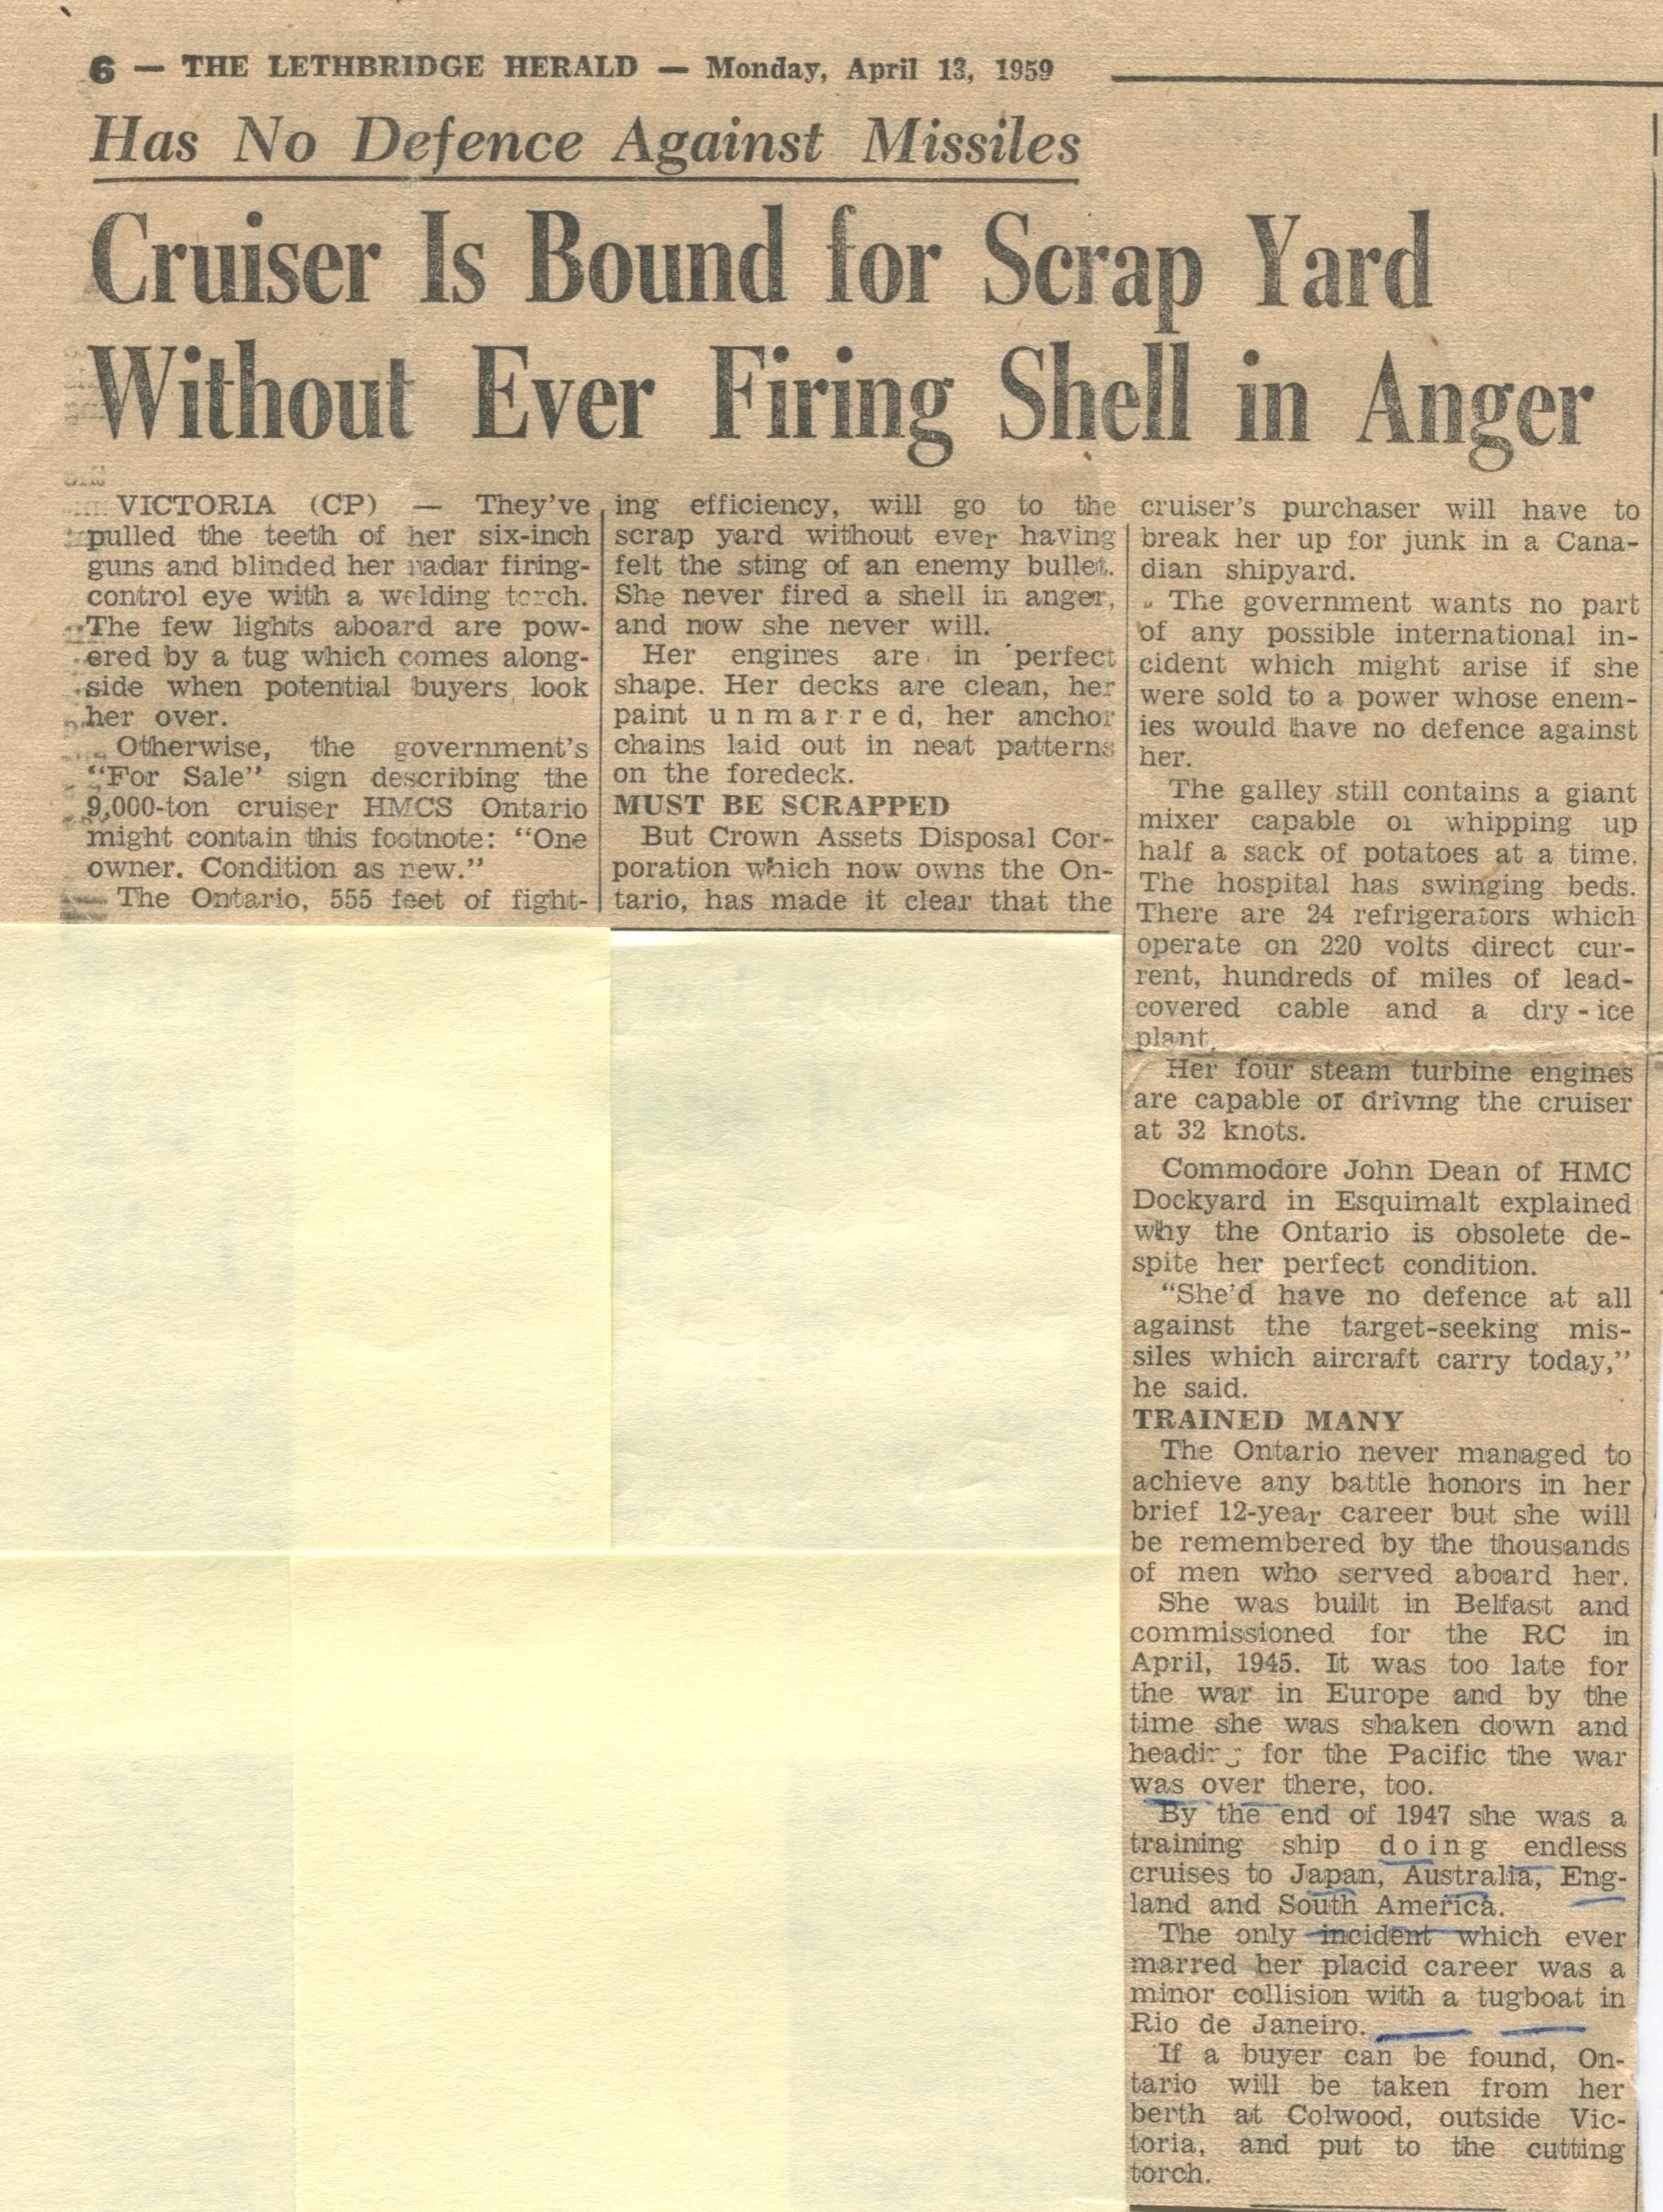 6 — THE LETHBRIDGE HERALD — Monday, April 13, 1959
Has No Defence Against Missiles
Cruiser Is Bound for Scrap Yard
Without Ever Firing Shell in Anger
VICTORIA (CP) — They've
pulled the teeth of her six-inch
guns and blinded her radar firing-
control eye with a welding torch.
The few lights aboard are pow-
ered by a tug which comes along-
side when potential buyers look
her over.
Otherwise, the government's
"For Sale" sign describing the
9,000-ton cruiser HMCS Ontario
might contain this footnote: "One
owner. Condition as new."
The Ontario, 555 feet of fight-
ing efficiency, will go to the
scrap yard without ever having
felt the sting of an enemy bullet.
She never fired a shell in anger,
and now she never will.
Her engines are in perfect
shape. Her decks are clean, her
paint unmarred, her anchor
chains laid out in neat patterns
on the foredeck.
MUST BE SCRAPPED
But Crown Assets Disposal Cor-
poration which now owns the On-
tario, has made it clear that the
cruiser's purchaser will have to
break her up for junk in a Cana-
dian shipyard.
The government wants no part
of any possible international in-
cident which might arise if she
were sold to a power whose enem-
ies would have no defence against
her.
The galley still contains a giant
mixer capable of whipping up
half a sack of potatoes at a time.
The hospital has swinging beds.
There are 24 refrigerators which
operate on 220 volts direct cur-
rent, hundreds of miles of lead-
covered cable and a dry-ice
plant.
Her four steam turbine engines
are capable of driving the cruiser
at 32 knots.
Commodore John Dean of HMC
Dockyard in Esquimalt explained
why the Ontario is obsolete de-
spite her perfect condition.
"She'd have no defence at all
against the target-seeking mis-
siles which aircraft carry today,"
he said.
TRAINED MANY
The Ontario never managed to
achieve any battle honors in her
brief 12-year career but she will
be remembered by the thousands
of men who served aboard her.
She was built in Belfast and
commissioned for the RC in
April, 1945. It was too late for
the war in Europe and by the
time she was shaken down and
heading for the Pacific the war
was over there, too.
By the end of 1947 she was a
training ship doing endless
cruises to Japan, Australia, Eng-
land and South America.
The only incident which ever
marred her placid career was a
minor collision with a tugboat in
Rio de Janeiro.
If a buyer can be found, On-
tario will be taken from her
berth at Colwood, outside Vic-
toria, and put to the cutting
torch.